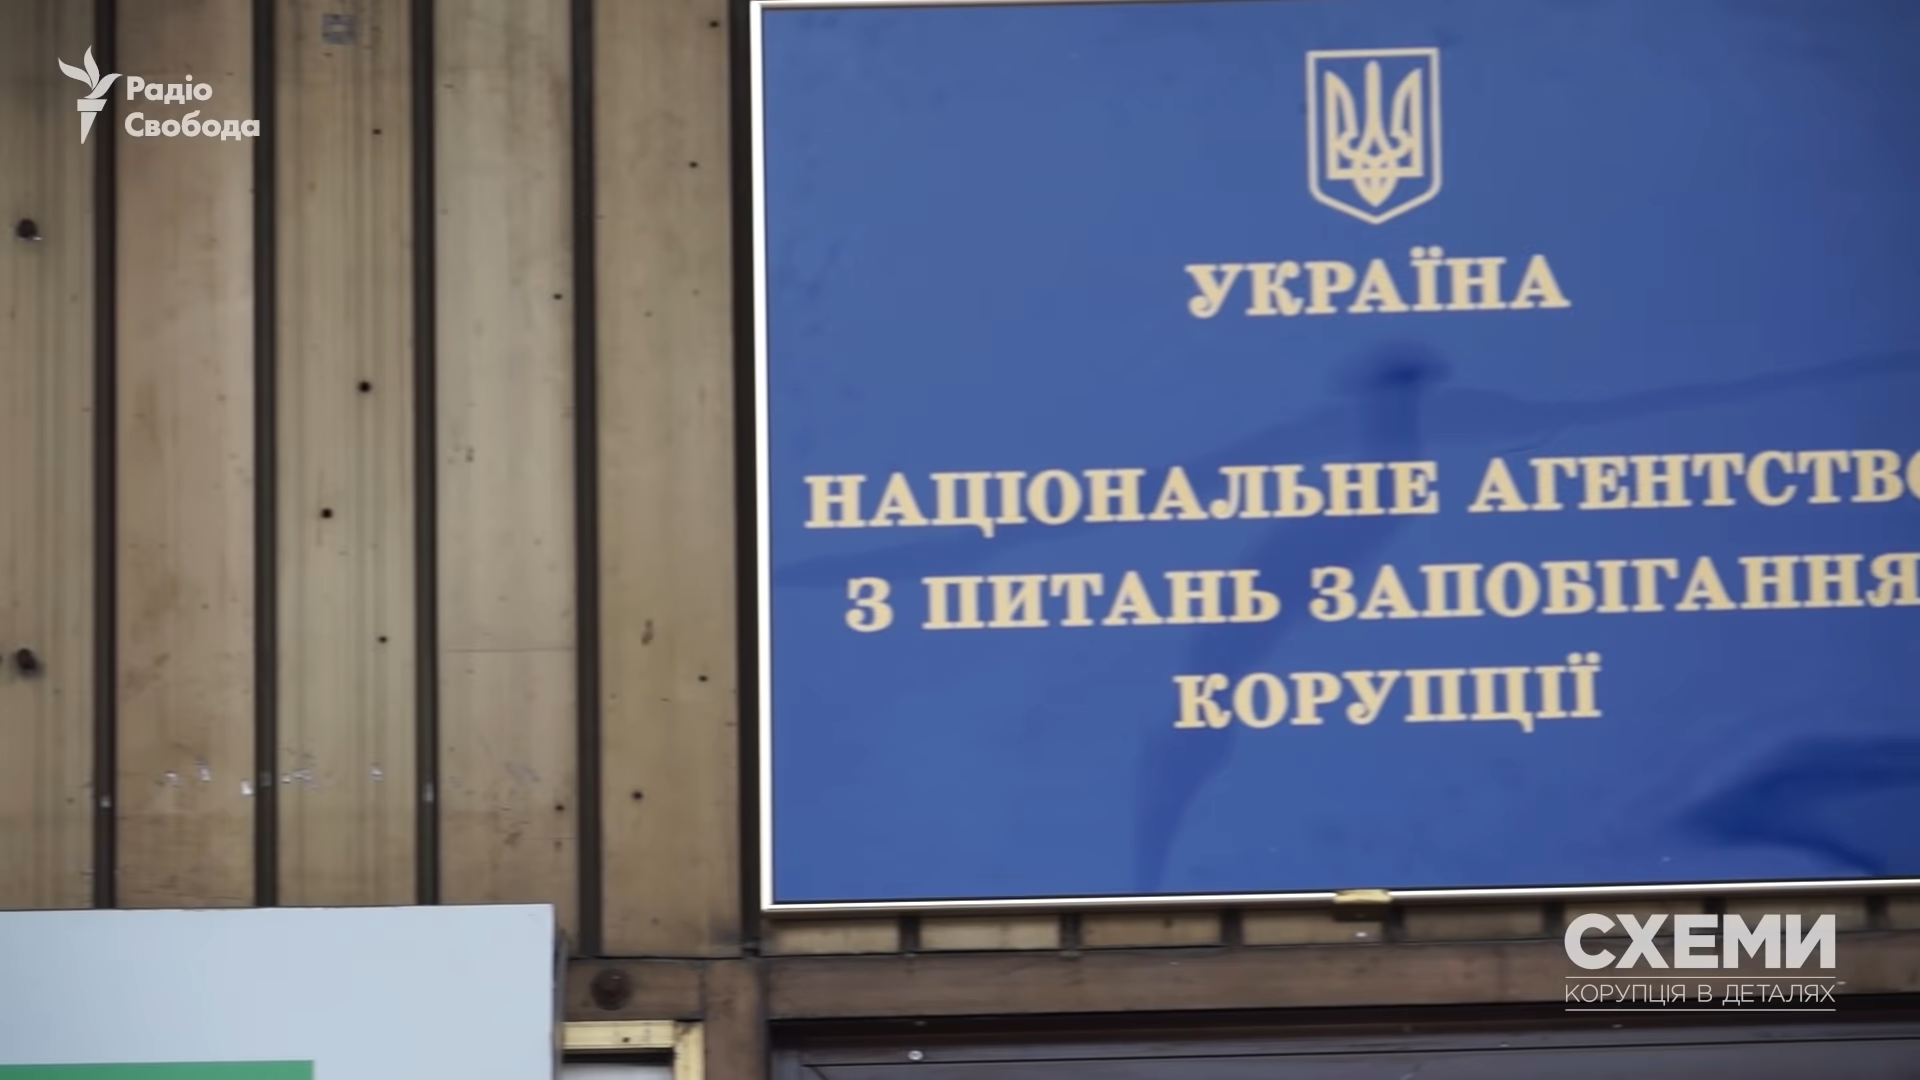 Радіо
Свобода
УКРАЇНА
НАЦІОНАЛЬНЕ АГЕНТСТВО
З ПИТАНЬ ЗАПОБІГАННЯ
КОРУПЦІЇ
СХЕМИ
КОРУПЦІЯ В ДЕТАЛЯХ